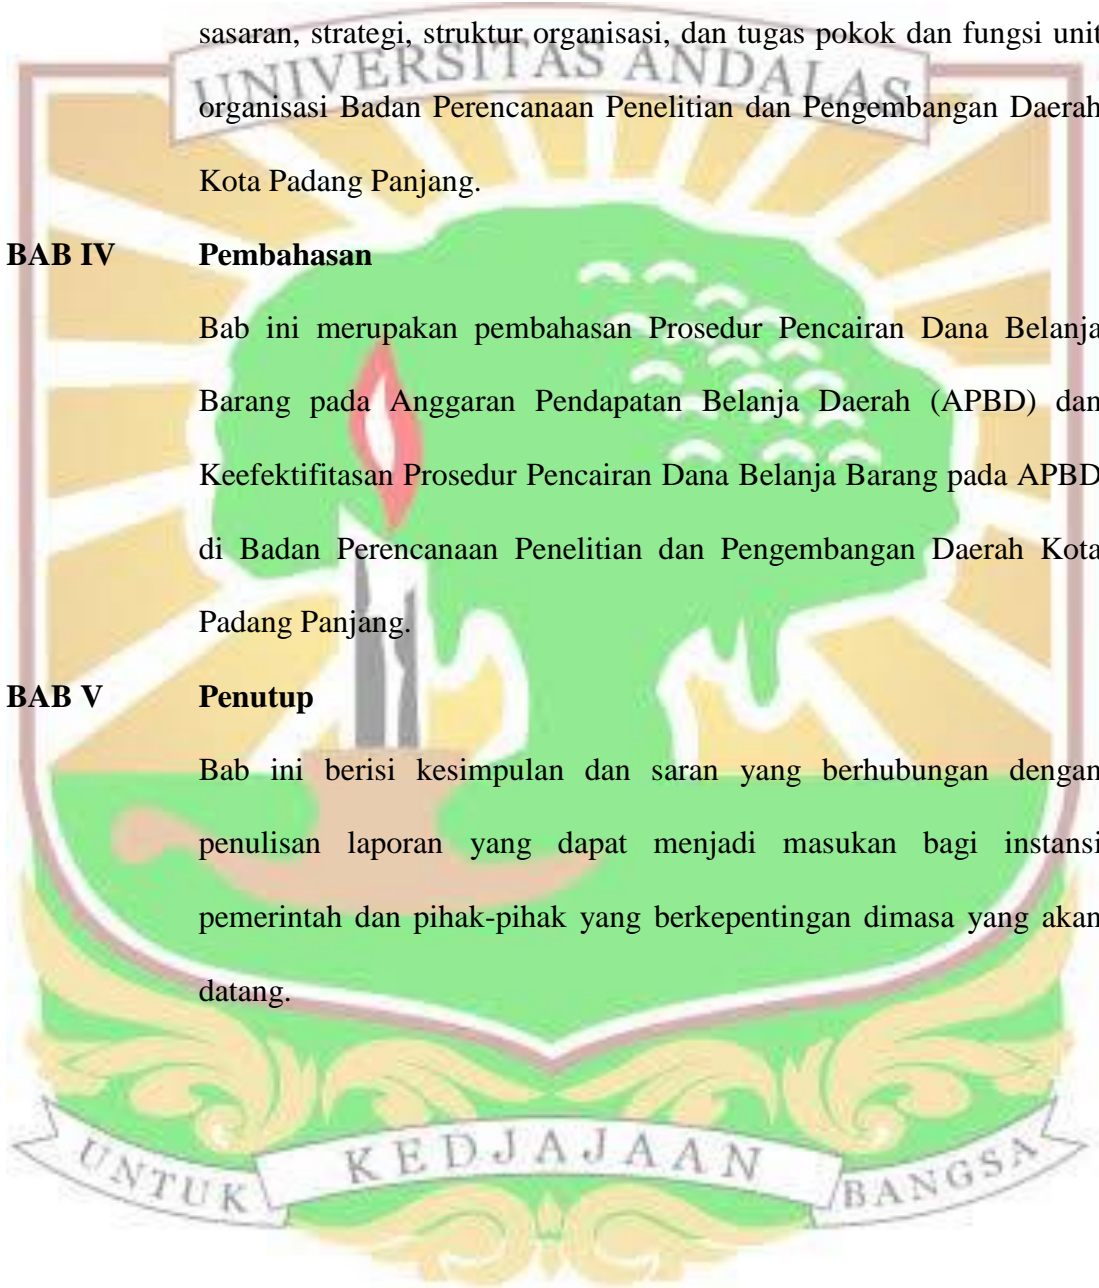 sasaran, strategi, struktur organisasi, dan tugas pokok dan fungsi unit
UNIVERSITAS ANDALAS
organisasi Badan Perencanaan Penelitian dan Pengembangan Daerah
Kota Padang Panjang.
BAB IV Pembahasan
Bab ini merupakan pembahasan Prosedur Pencairan Dana Belanja
Barang pada Anggaran Pendapatan Belanja Daerah (APBD) dan
Keefektifitasan Prosedur Pencairan Dana Belanja Barang pada APBD
di Badan Perencanaan Penelitian dan Pengembangan Daerah Kota
Padang Panjang.
BAB V Penutup
Bab ini berisi kesimpulan dan saran yang berhubungan dengan
penulisan laporan yang dapat menjadi masukan bagi instansi
pemerintah dan pihak-pihak yang berkepentingan dimasa yang akan
datang.
UNTUK KEDJAJAAN BANGSA